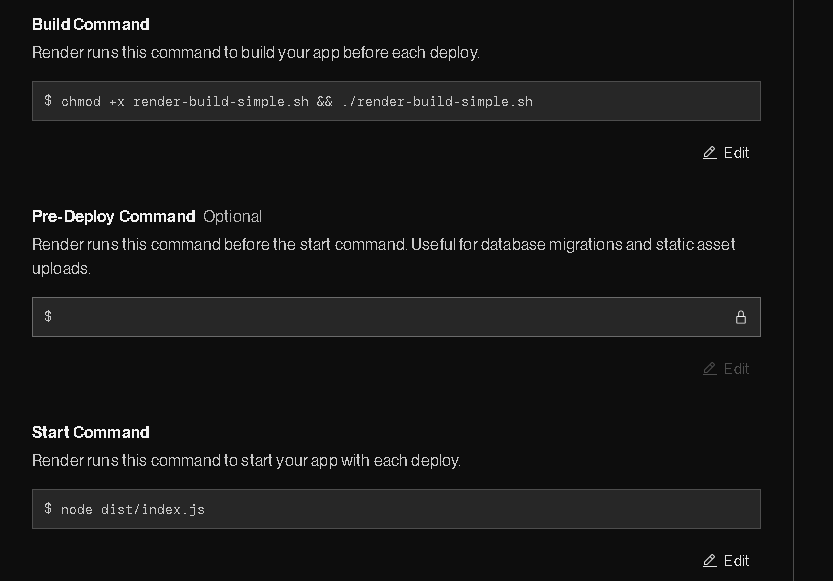 Build Command
Render runs this command to build your app before each deploy.
$ chmod +x render-build-simple.sh && ./render-build-simple.sh
Edit
Pre-Deploy Command Optional
Render runs this command before the start command. Useful for database migrations and static asset
uploads.
$
Edit
Start Command
Render runs this command to start your app with each deploy.
$ node dist/index.js
Edit